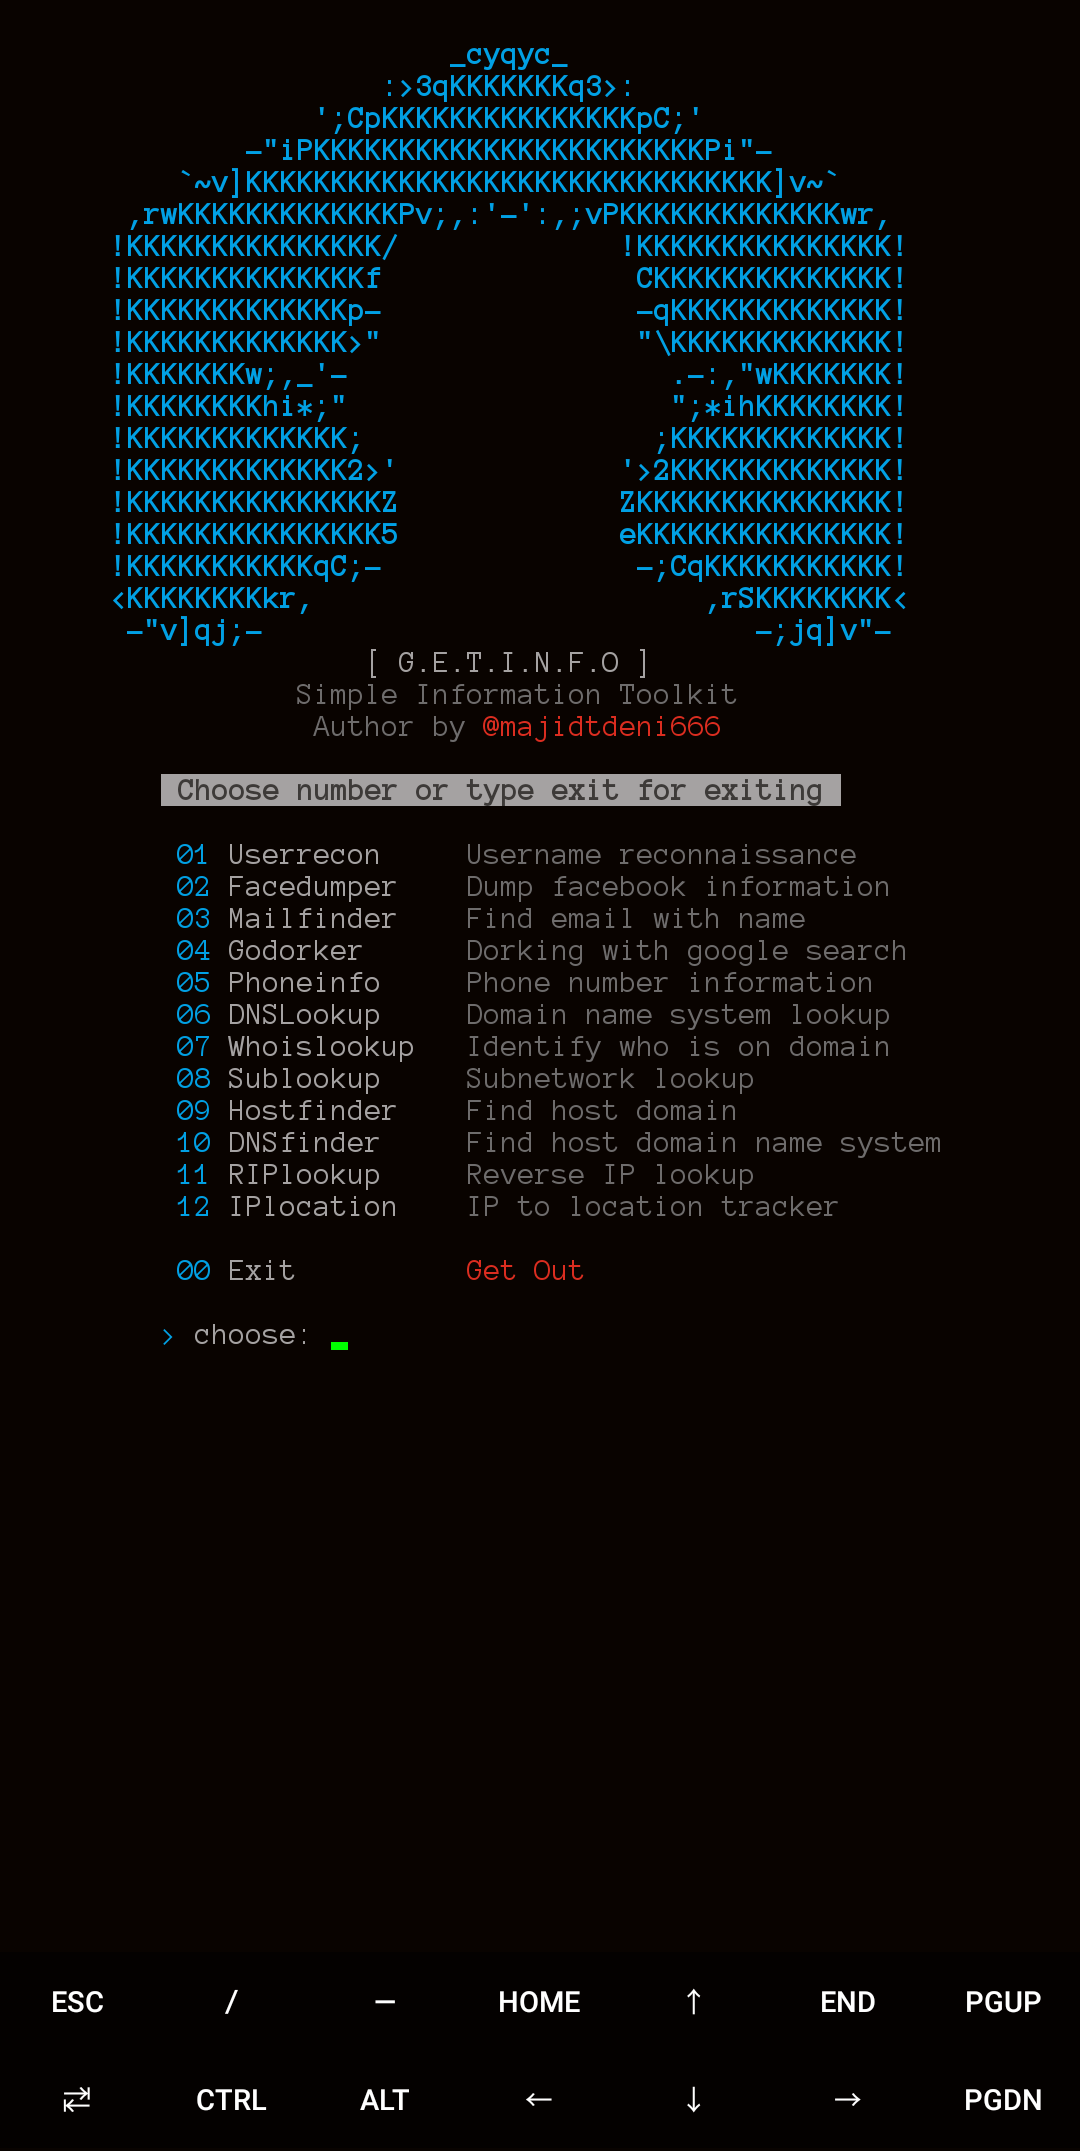 _cyqyc_
:>3qKKKKKKKq3>:
';CpKKKKKKKKKKKKKKKpC;'
-"iPKKKKKKKKKKKKKKKKKKKKKKKPi"-
`~v]KKKKKKKKKKKKKKKKKKKKKKKKKKKKKKK]v~`
,rwKKKKKKKKKKKKKPv;,:'-':,;vPKKKKKKKKKKKKKwr,
!KKKKKKKKKKKKKKK/             !KKKKKKKKKKKKKKK!
!KKKKKKKKKKKKKKf               CKKKKKKKKKKKKKK!
!KKKKKKKKKKKKKp-               -qKKKKKKKKKKKKK!
!KKKKKKKKKKKKK>"               "\KKKKKKKKKKKKK!
!KKKKKKKw;,_'-                   .-:,"wKKKKKKK!
!KKKKKKKKhi*;"                   ";*ihKKKKKKKK!
!KKKKKKKKKKKKK;                 ;KKKKKKKKKKKKK!
!KKKKKKKKKKKKK2>'             '>2KKKKKKKKKKKKK!
!KKKKKKKKKKKKKKKZ             ZKKKKKKKKKKKKKKK!
!KKKKKKKKKKKKKKK5             eKKKKKKKKKKKKKKK!
!KKKKKKKKKKKqC;-               -;CqKKKKKKKKKKK!
<KKKKKKKKkr,                       ,rSKKKKKKKK<
-"v]qj;-                             -;jq]v"-
[ G.E.T.I.N.F.O ]
Simple Information Toolkit
Author by @majidtdeni666
Choose number or type exit for exiting
01 Userrecon     Username reconnaissance
02 Facedumper    Dump facebook information
03 Mailfinder    Find email with name
04 Godorker      Dorking with google search
05 Phoneinfo     Phone number information
06 DNSLookup     Domain name system lookup
07 Whoislookup   Identify who is on domain
08 Sublookup     Subnetwork lookup
09 Hostfinder    Find host domain
10 DNSfinder     Find host domain name system
11 RIPlookup     Reverse IP lookup
12 IPlocation    IP to location tracker
00 Exit          Get Out
> choose:
ESC / — HOME ↑ END PGUP
⇄ CTRL ALT ← ↓ → PGDN